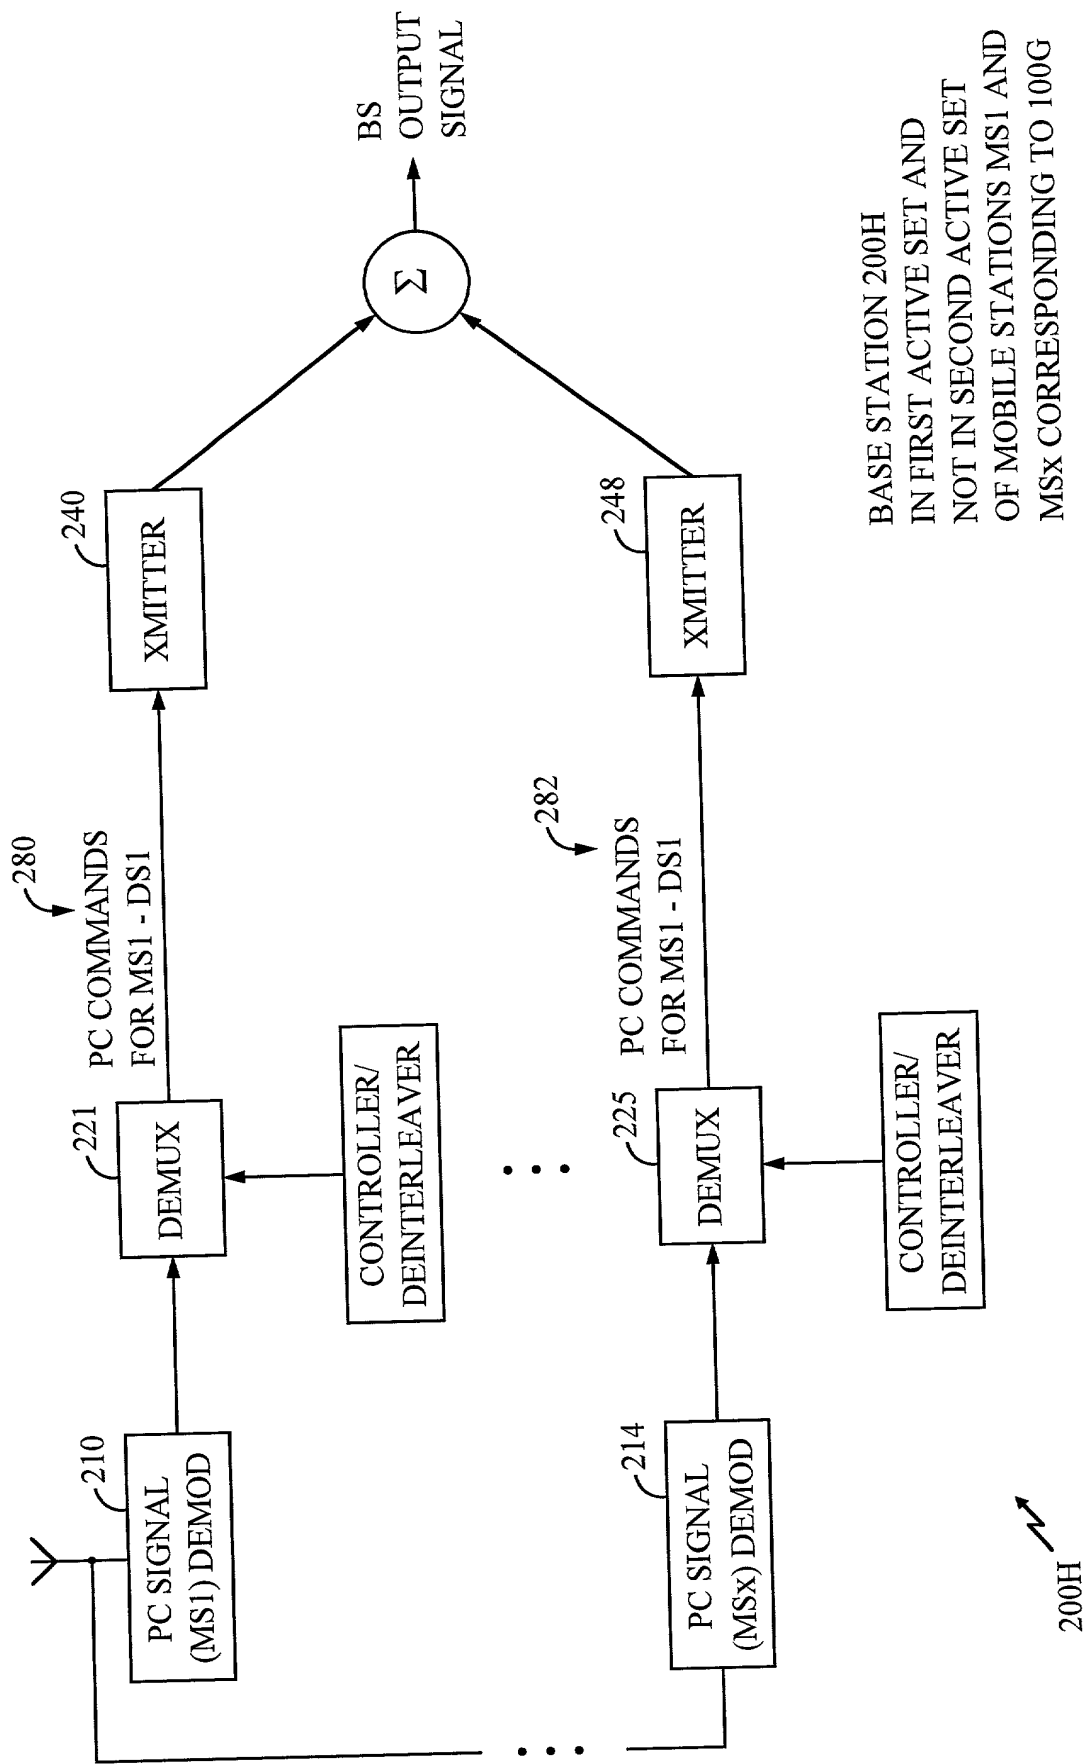 210
PC SIGNAL
(MS1) DEMOD
221
DEMUX
CONTROLLER/
DEINTERLEAVER
280
PC COMMANDS
FOR MS1 - DS1
240
XMITTER
Σ
BS
OUTPUT
SIGNAL
214
PC SIGNAL
(MSx) DEMOD
225
DEMUX
CONTROLLER/
DEINTERLEAVER
282
PC COMMANDS
FOR MS1 - DS1
248
XMITTER
200H
BASE STATION 200H
IN FIRST ACTIVE SET AND
NOT IN SECOND ACTIVE SET
OF MOBILE STATIONS MS1 AND
MSx CORRESPONDING TO 100G